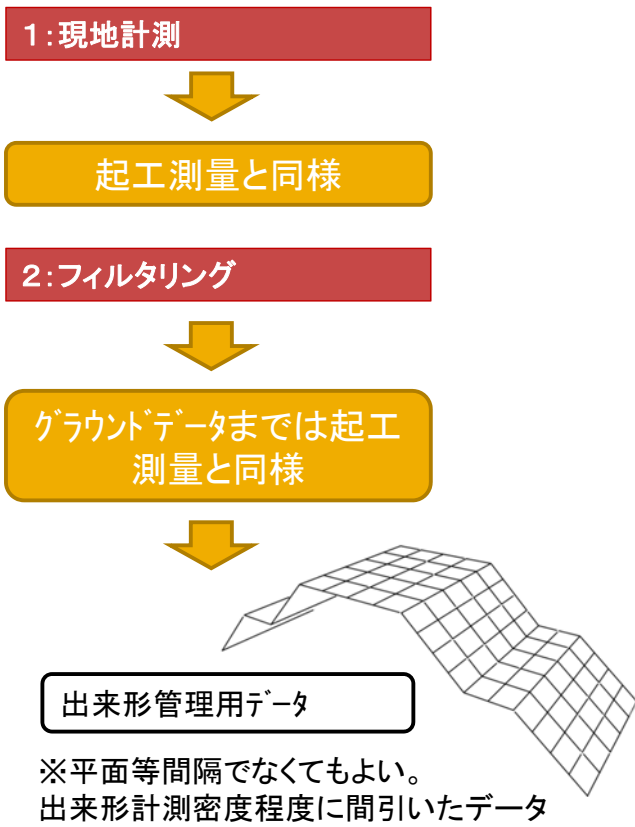 1:現地計測
起工測量と同様
2:フィルタリング
グラウンドデータまでは起工
測量と同様
出来形管理用データ
※平面等間隔でなくてもよい。
出来形計測密度程度に間引いたデータ